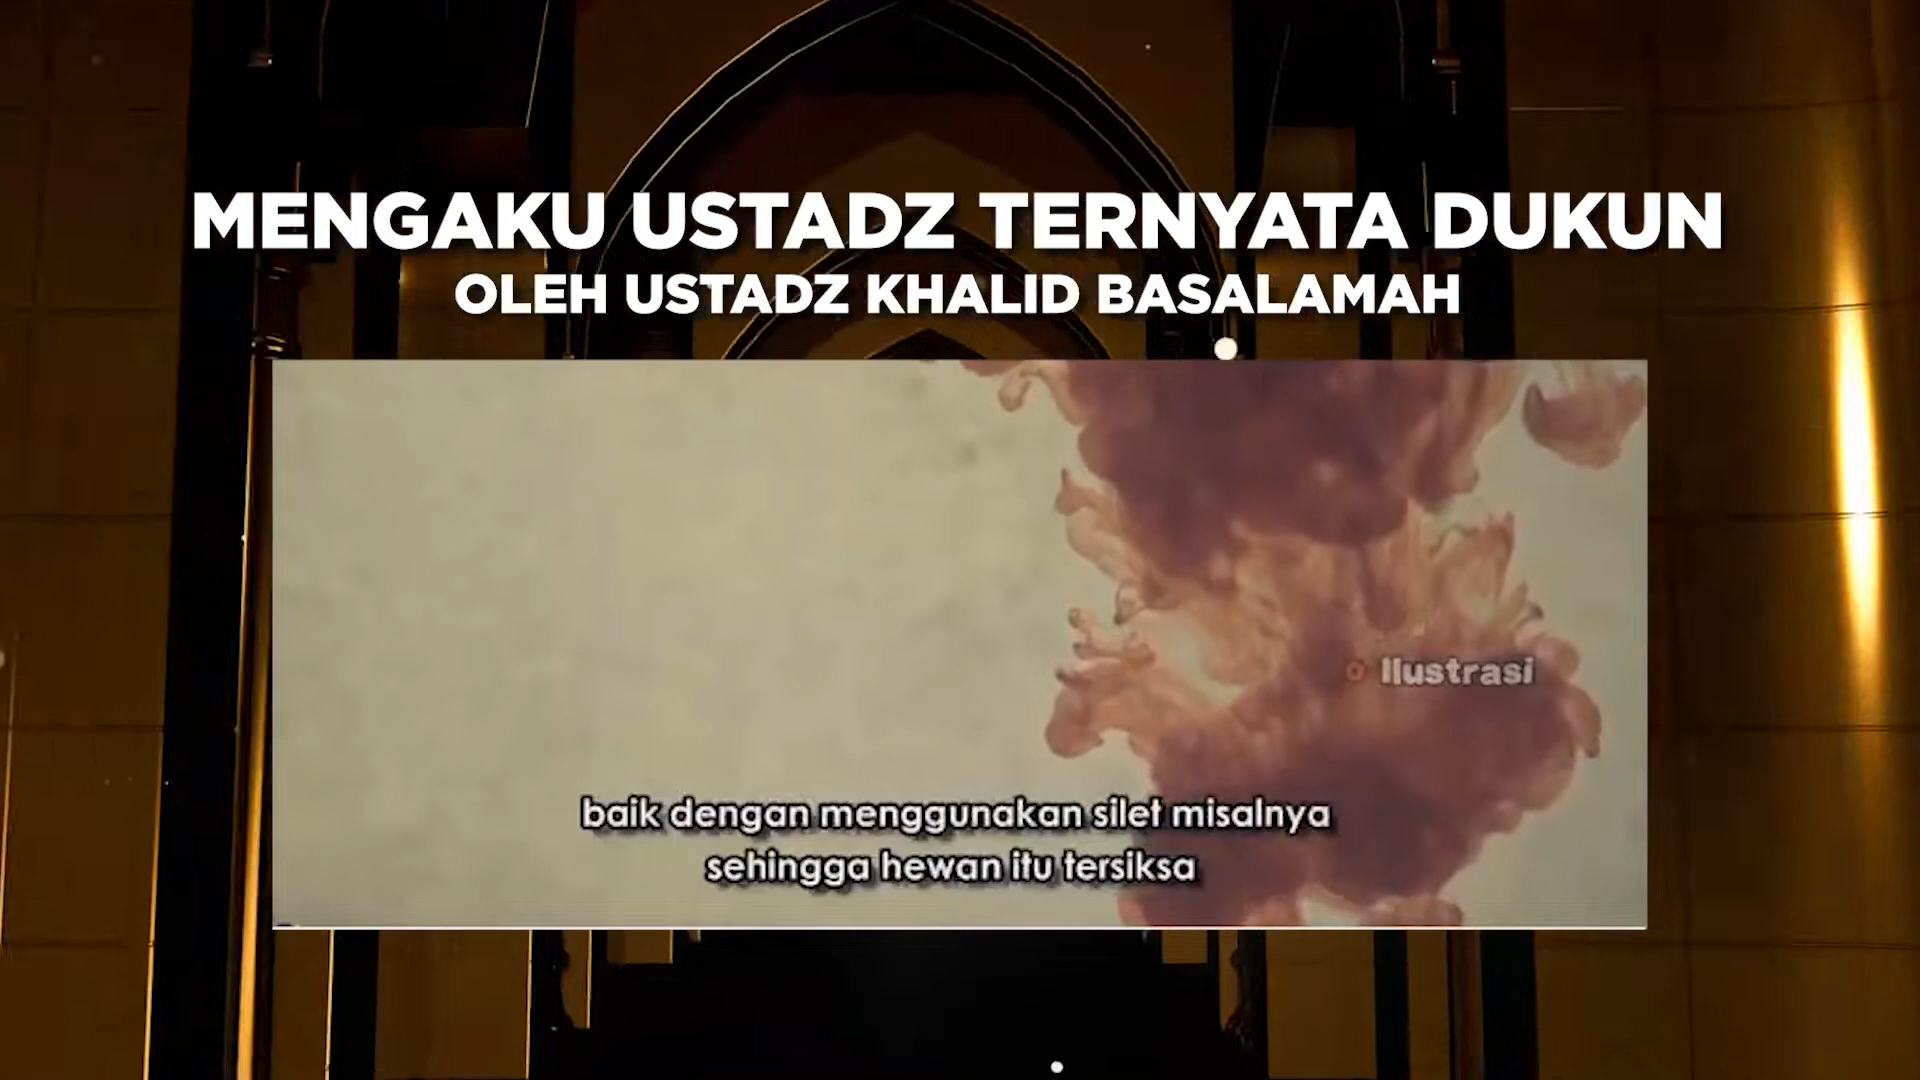 MENGAKU USTADZ TERNYATA DUKUN
OLEH USTADZ KHALID BASALAMAH
Ilustrasi
baik dengan menggunakan silet misalnya
sehingga hewan itu tersiksa